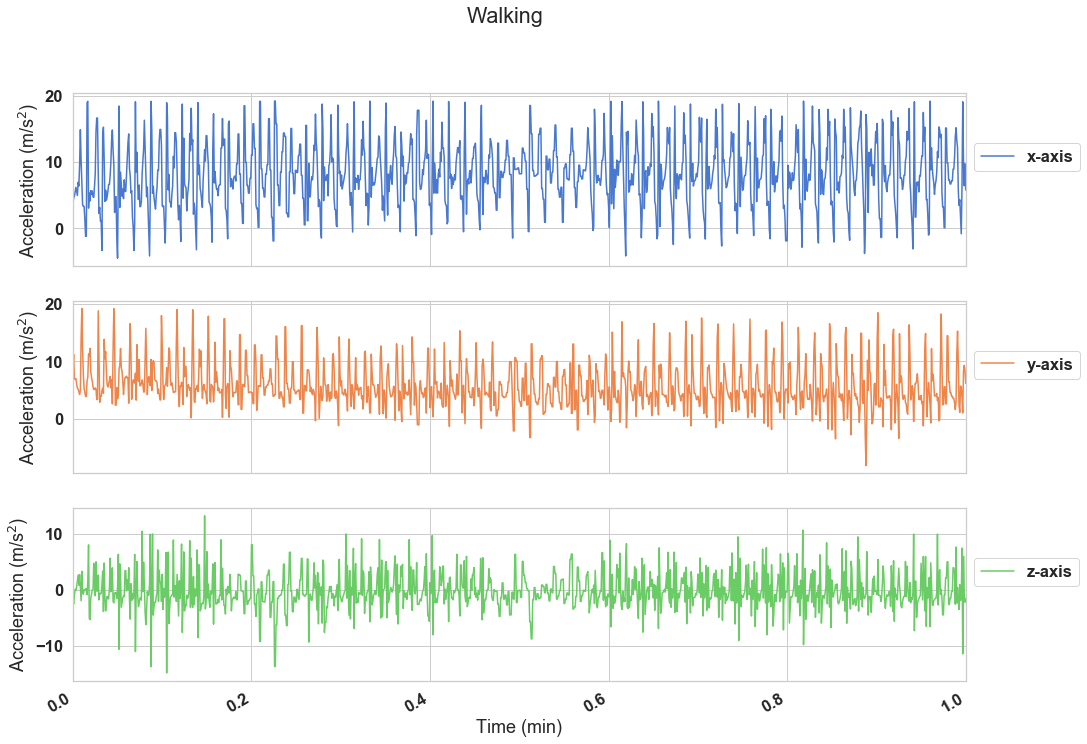 Walking
20
10
0
Acceleration (m/s²)
x-axis
20
10
0
Acceleration (m/s²)
y-axis
10
0
−10
Acceleration (m/s²)
z-axis
0.0 0.2 0.4 0.6 0.8 1.0
Time (min)